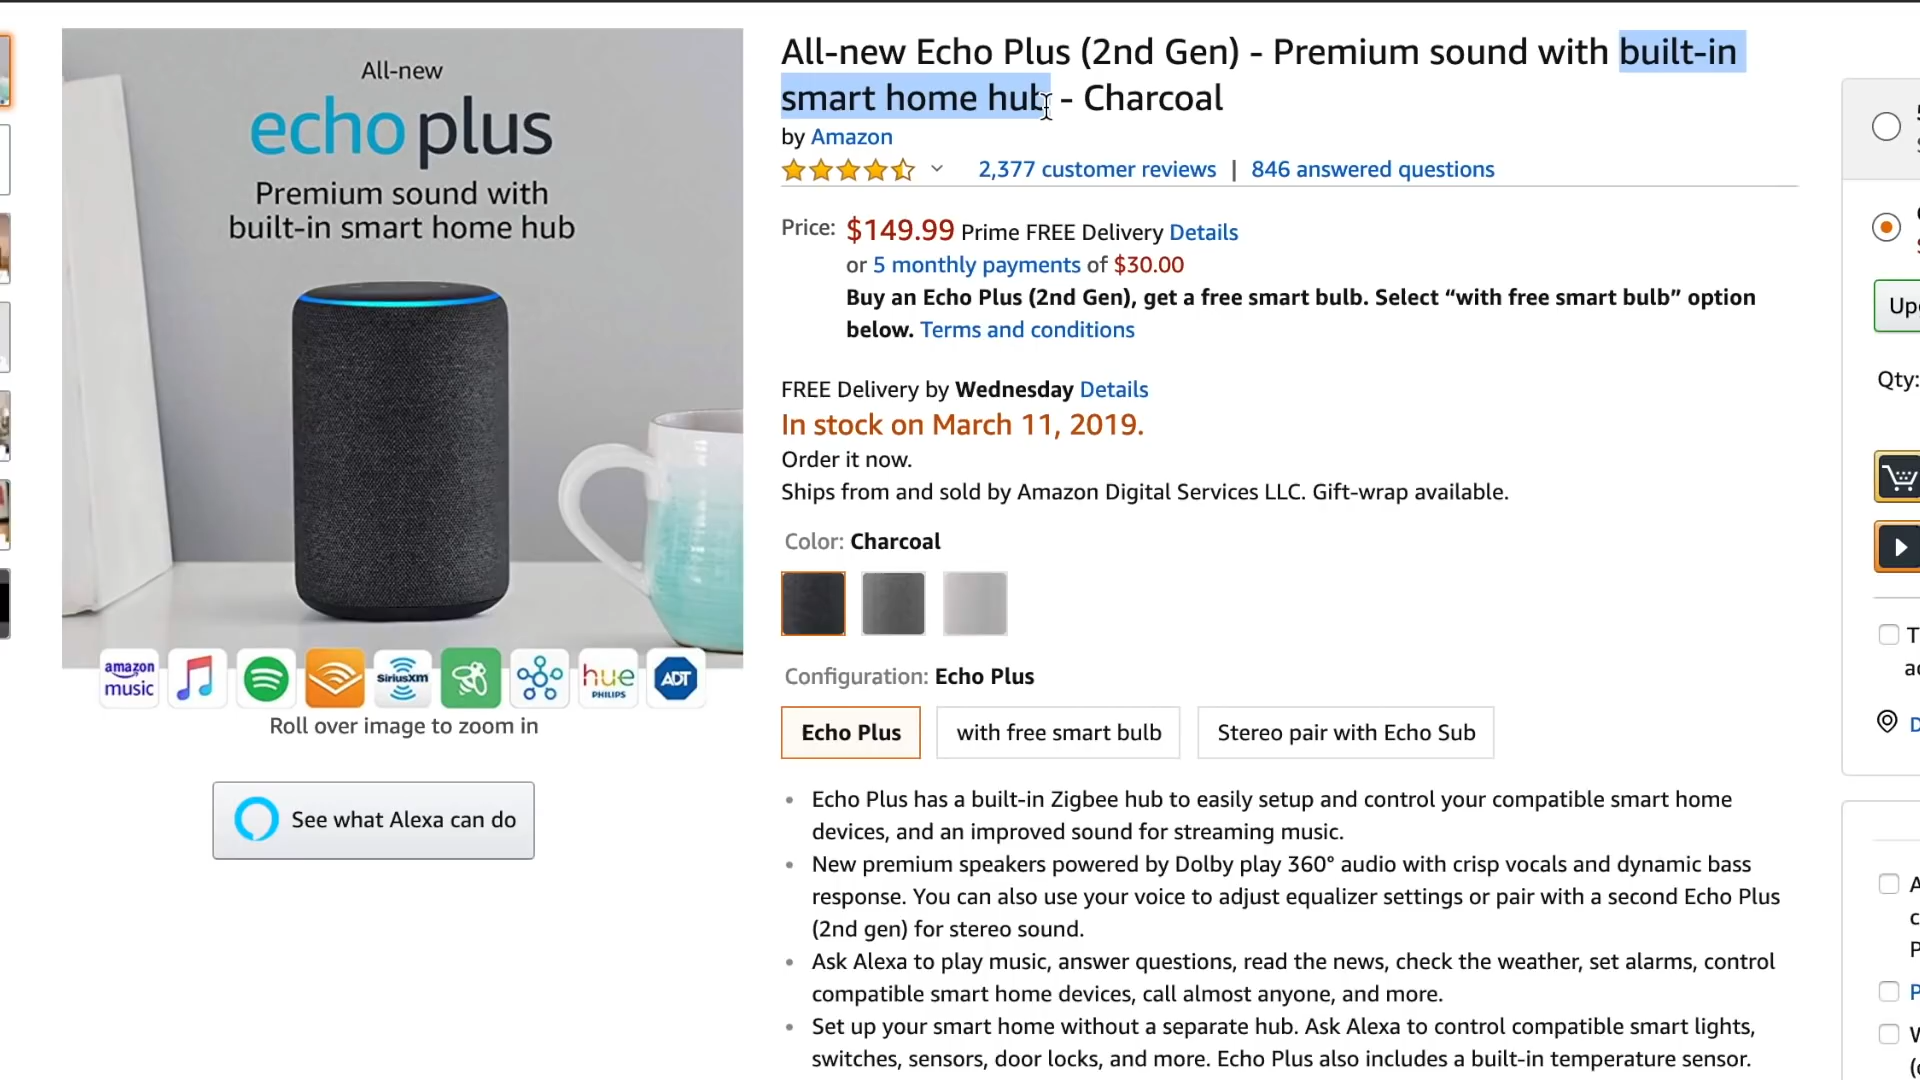 All-new
echo plus
Premium sound with
built-in smart home hub
amazon music
SiriusXm
hue PHILIPS
ADT
Roll over image to zoom in
See what Alexa can do
All-new Echo Plus (2nd Gen) - Premium sound with built-in
smart home hub - Charcoal
by Amazon
2,377 customer reviews | 846 answered questions
Price: $149.99 Prime FREE Delivery Details
or 5 monthly payments of $30.00
Buy an Echo Plus (2nd Gen), get a free smart bulb. Select “with free smart bulb” option
below. Terms and conditions
FREE Delivery by Wednesday Details
In stock on March 11, 2019.
Order it now.
Ships from and sold by Amazon Digital Services LLC. Gift-wrap available.
Color: Charcoal
Configuration: Echo Plus
Echo Plus with free smart bulb Stereo pair with Echo Sub
• Echo Plus has a built-in Zigbee hub to easily setup and control your compatible smart home
devices, and an improved sound for streaming music.
• New premium speakers powered by Dolby play 360° audio with crisp vocals and dynamic bass
response. You can also use your voice to adjust equalizer settings or pair with a second Echo Plus
(2nd gen) for stereo sound.
• Ask Alexa to play music, answer questions, read the news, check the weather, set alarms, control
compatible smart home devices, call almost anyone, and more.
• Set up your smart home without a separate hub. Ask Alexa to control compatible smart lights,
switches, sensors, door locks, and more. Echo Plus also includes a built-in temperature sensor.
Qty: